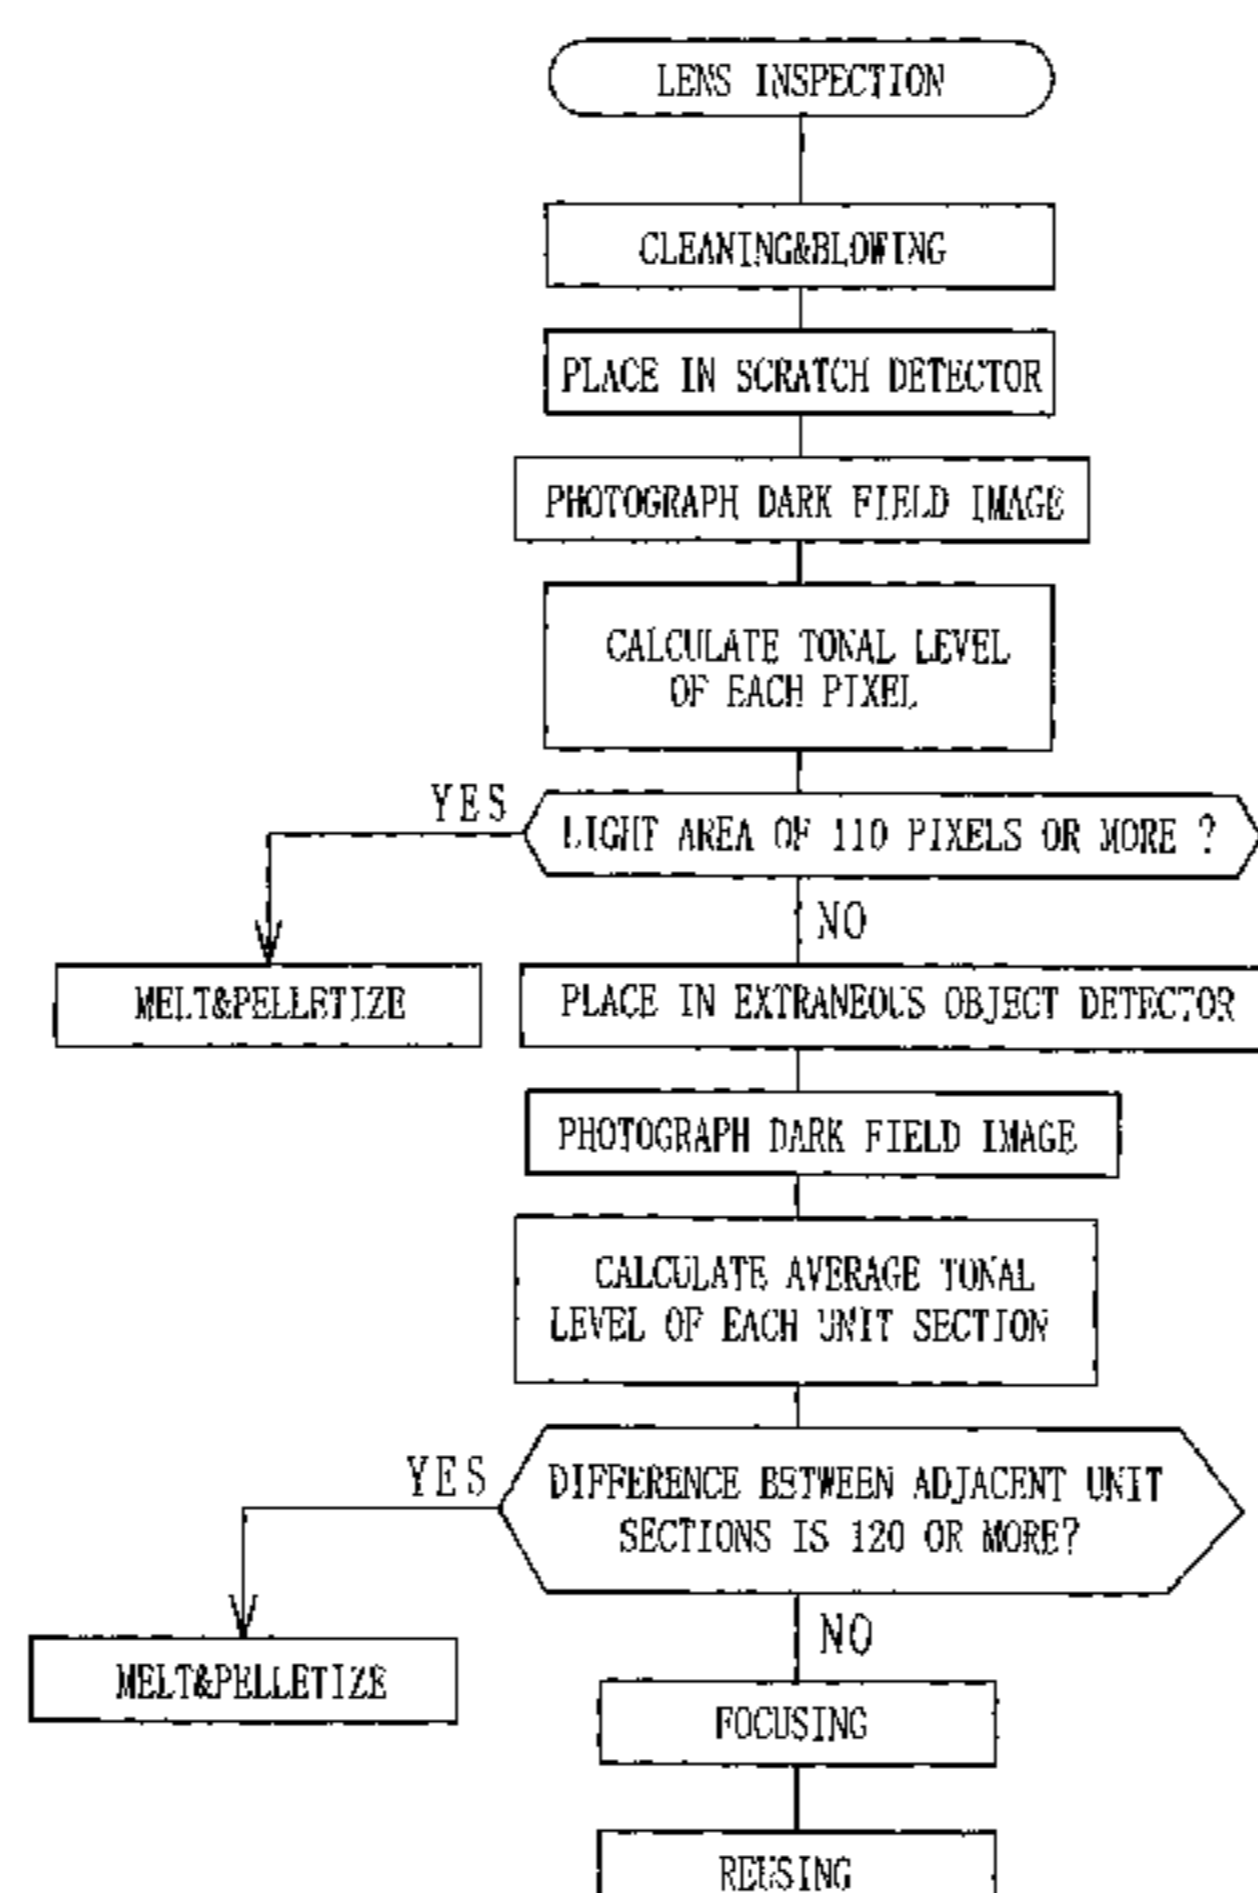 LENS INSPECTION
CLEANING&BLOWING
PLACE IN SCRATCH DETECTOR
PHOTOGRAPH DARK FIELD IMAGE
CALCULATE TONAL LEVEL
OF EACH PIXEL
YES
LIGHT AREA OF 110 PIXELS OR MORE ?
NO
MELT&PELLETIZE
PLACE IN EXTRANEOUS OBJECT DETECTOR
PHOTOGRAPH DARK FIELD IMAGE
CALCULATE AVERAGE TONAL
LEVEL OF EACH UNIT SECTION
YES
DIFFERENCE BETWEEN ADJACENT UNIT
SECTIONS IS 120 OR MORE?
NO
MELT&PELLETIZE
FOCUSING
REUSING